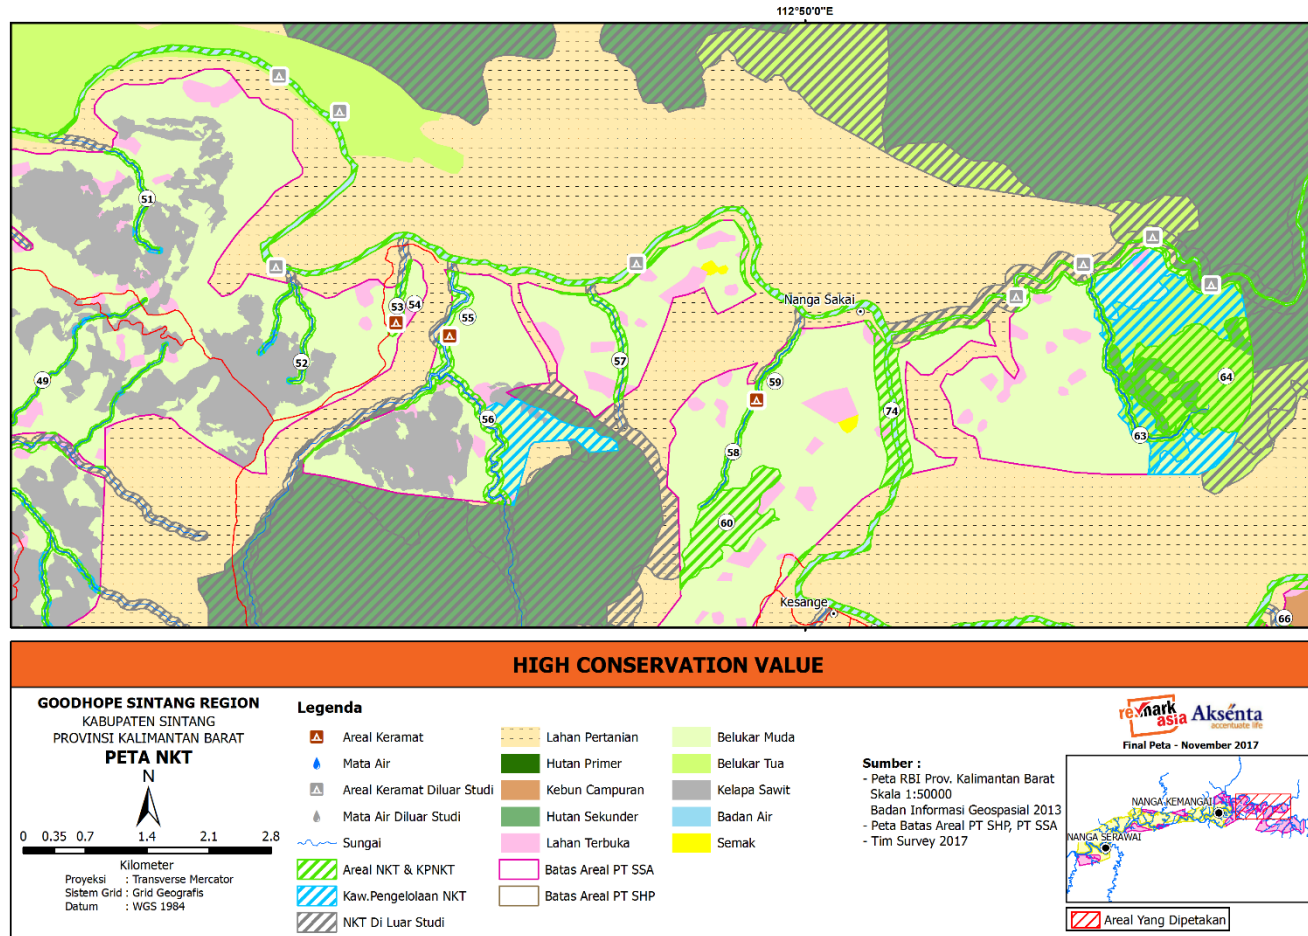 112°50'0"E
51
53
54
55
Nanga Sakai
57
52
49
59
64
74
56
63
58
60
Kesange
66
HIGH CONSERVATION VALUE
GOODHOPE SINTANG REGION
KABUPATEN SINTANG
PROVINSI KALIMANTAN BARAT
PETA NKT
N
0 0.35 0.7 1.4 2.1 2.8
Kilometer
Proyeksi : Transverse Mercator
Sistem Grid : Grid Geografis
Datum : WGS 1984
Legenda
Areal Keramat
Mata Air
Areal Keramat Diluar Studi
Mata Air Diluar Studi
Sungai
Areal NKT & KPNKT
Kaw.Pengelolaan NKT
NKT Di Luar Studi
Lahan Pertanian
Hutan Primer
Kebun Campuran
Hutan Sekunder
Lahan Terbuka
Batas Areal PT SSA
Batas Areal PT SHP
Belukar Muda
Belukar Tua
Kelapa Sawit
Badan Air
Semak
Sumber :
- Peta RBI Prov. Kalimantan Barat
Skala 1:50000
Badan Informasi Geospasial 2013
- Peta Batas Areal PT SHP, PT SSA
- Tim Survey 2017
remark asia
Aksenta
accentuate life
Final Peta - November 2017
NANGA KEMANGAI
NANGA SERAWAI
Areal Yang Dipetakan